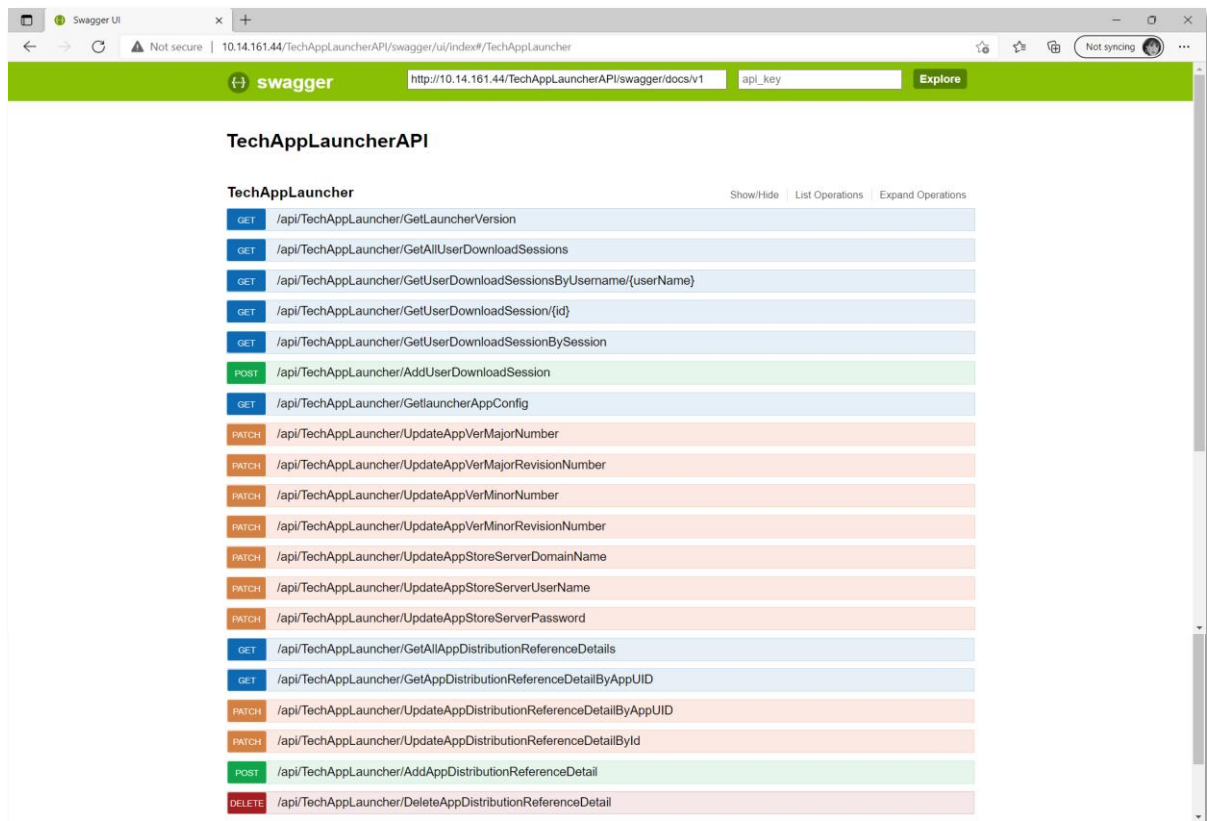 Swagger UI
Not secure | 10.14.161.44/TechAppLauncherAPI/swagger/ui/index#/TechAppLauncher
Not syncing
swagger
http://10.14.161.44/TechAppLauncherAPI/swagger/docs/v1
api_key
Explore
TechAppLauncherAPI
TechAppLauncher
Show/Hide | List Operations | Expand Operations
GET /api/TechAppLauncher/GetLauncherVersion
GET /api/TechAppLauncher/GetAllUserDownloadSessions
GET /api/TechAppLauncher/GetUserDownloadSessionsByUsername/{userName}
GET /api/TechAppLauncher/GetUserDownloadSession/{id}
GET /api/TechAppLauncher/GetUserDownloadSessionBySession
POST /api/TechAppLauncher/AddUserDownloadSession
GET /api/TechAppLauncher/GetlauncherAppConfig
PATCH /api/TechAppLauncher/UpdateAppVerMajorNumber
PATCH /api/TechAppLauncher/UpdateAppVerMajorRevisionNumber
PATCH /api/TechAppLauncher/UpdateAppVerMinorNumber
PATCH /api/TechAppLauncher/UpdateAppVerMinorRevisionNumber
PATCH /api/TechAppLauncher/UpdateAppStoreServerDomainName
PATCH /api/TechAppLauncher/UpdateAppStoreServerUserName
PATCH /api/TechAppLauncher/UpdateAppStoreServerPassword
GET /api/TechAppLauncher/GetAllAppDistributionReferenceDetails
GET /api/TechAppLauncher/GetAppDistributionReferenceDetailByAppUID
PATCH /api/TechAppLauncher/UpdateAppDistributionReferenceDetailByAppUID
PATCH /api/TechAppLauncher/UpdateAppDistributionReferenceDetailById
POST /api/TechAppLauncher/AddAppDistributionReferenceDetail
DELETE /api/TechAppLauncher/DeleteAppDistributionReferenceDetail